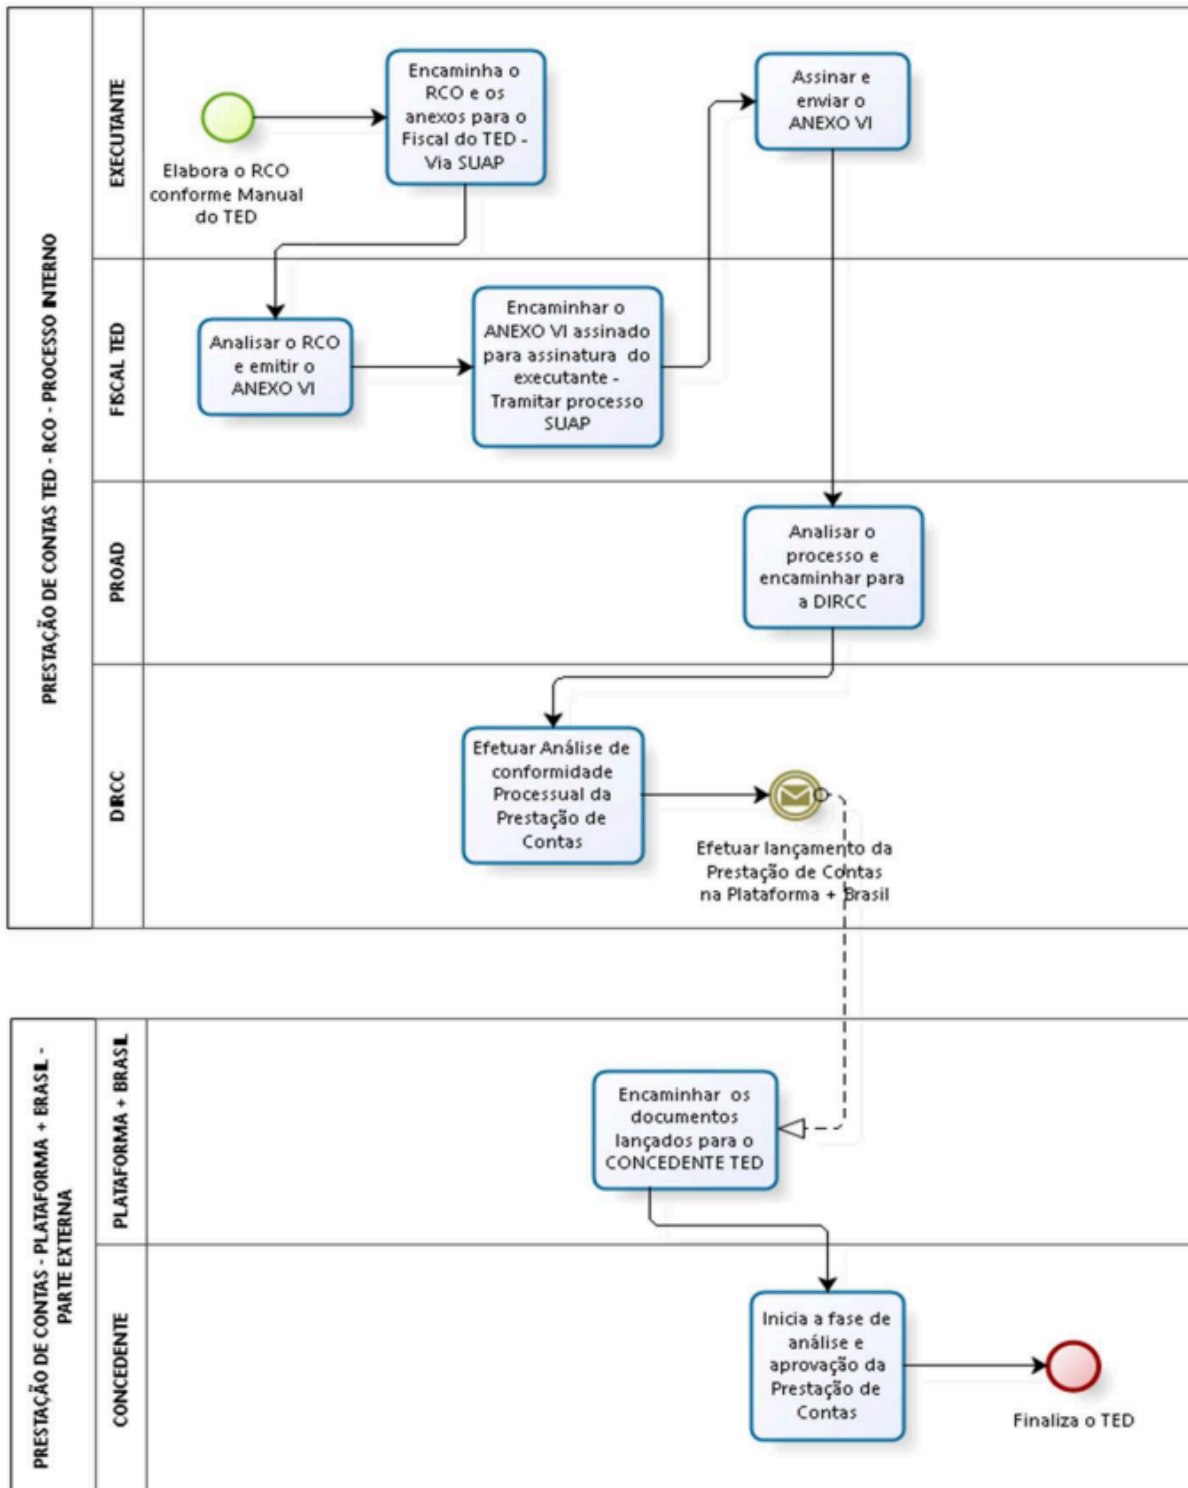 PRESTAÇÃO DE CONTAS TED - RCO - PROCESSO INTERNO
EXECUTANTE
Elabora o RCO
conforme Manual
do TED
Encaminha o
RCO e os
anexos para o
Fiscal do TED -
Via SUAP
Assinar e
enviar o
ANEXO VI
FISCAL TED
Analisar o RCO
e emitir o
ANEXO VI
Encaminhar o
ANEXO VI assinado
para assinatura do
executante -
Tramitar processo
SUAP
PROAD
Analisar o
processo e
encaminhar para
a DIRCC
DIRCC
Efetuar Análise de
conformidade
Processual da
Prestação de
Contas
Efetuar lançamento da
Prestação de Contas
na Plataforma + Brasil
PRESTAÇÃO DE CONTAS - PLATAFORMA + BRASIL -
PARTE EXTERNA
PLATAFORMA + BRASIL
Encaminhar os
documentos
lançados para o
CONCEDENTE TED
CONCEDENTE
Inicia a fase de
análise e
aprovação da
Prestação de
Contas
Finaliza o TED